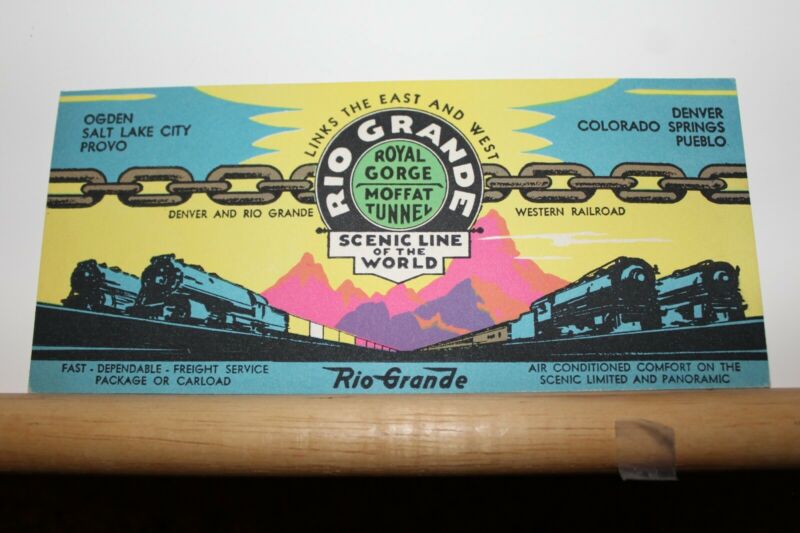 OGDEN
SALT LAKE CITY
PROVO
LINKS THE EAST AND WEST
RIO GRANDE
ROYAL
GORGE
MOFFAT
TUNNEL
SCENIC LINE
OF THE
WORLD
DENVER
COLORADO SPRINGS
PUEBLO
DENVER AND RIO GRANDE WESTERN RAILROAD
FAST - DEPENDABLE - FREIGHT SERVICE
PACKAGE OR CARLOAD
Rio Grande
AIR CONDITIONED COMFORT ON THE
SCENIC LIMITED AND PANORAMIC